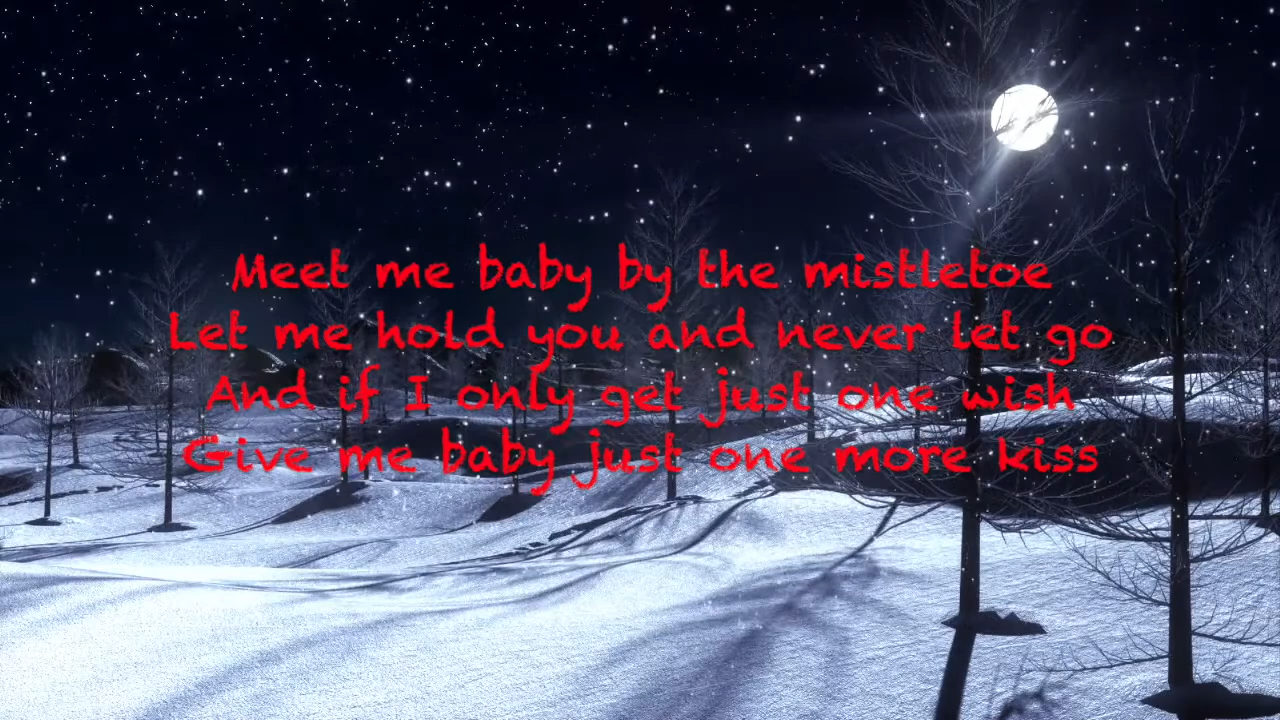 Meet me baby by the mistletoe
Let me hold you and never let go
And if I only get just one wish
Give me baby just one more kiss